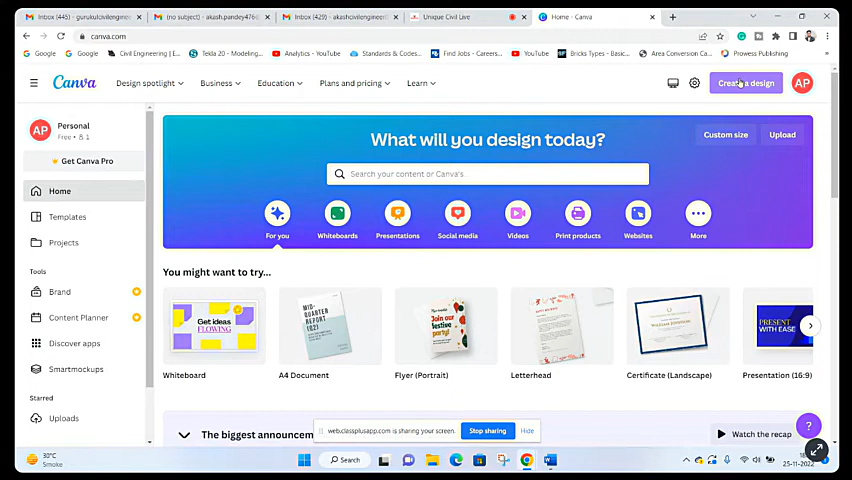 Inbox (445) - gurukulcivilengine
(no subject) - akash.pandey476@
Inbox (429) - akashcivilengineer
Unique Civil Live
Home - Canva
canva.com
Google
Google
Civil Engineering | E...
Tekla 20 - Modeling...
Analytics - YouTube
Standards & Codes...
Find Jobs - Careers...
YouTube
Bricks Types - Basic...
Area Conversion Ca...
Prowess Publishing
Canva
Design spotlight
Business
Education
Plans and pricing
Learn
Create a design
AP
AP
Personal
Free • 1
Get Canva Pro
Home
Templates
Projects
Tools
Brand
Content Planner
Discover apps
Smartmockups
Starred
Uploads
What will you design today?
Custom size
Upload
Search your content or Canva's.
For you
Whiteboards
Presentations
Social media
Videos
Print products
Websites
More
You might want to try...
Get ideas
FLOWING
MID-
QUARTER
REPORT
(Q2)
Join our
festive
party!
PRESENT
WITH EASE
Whiteboard
A4 Document
Flyer (Portrait)
Letterhead
Certificate (Landscape)
Presentation (16:9)
The biggest announcem
Watch the recap
web.classplusapp.com is sharing your screen.
Stop sharing
Hide
?
30°C
Smoke
Search
25-11-2022